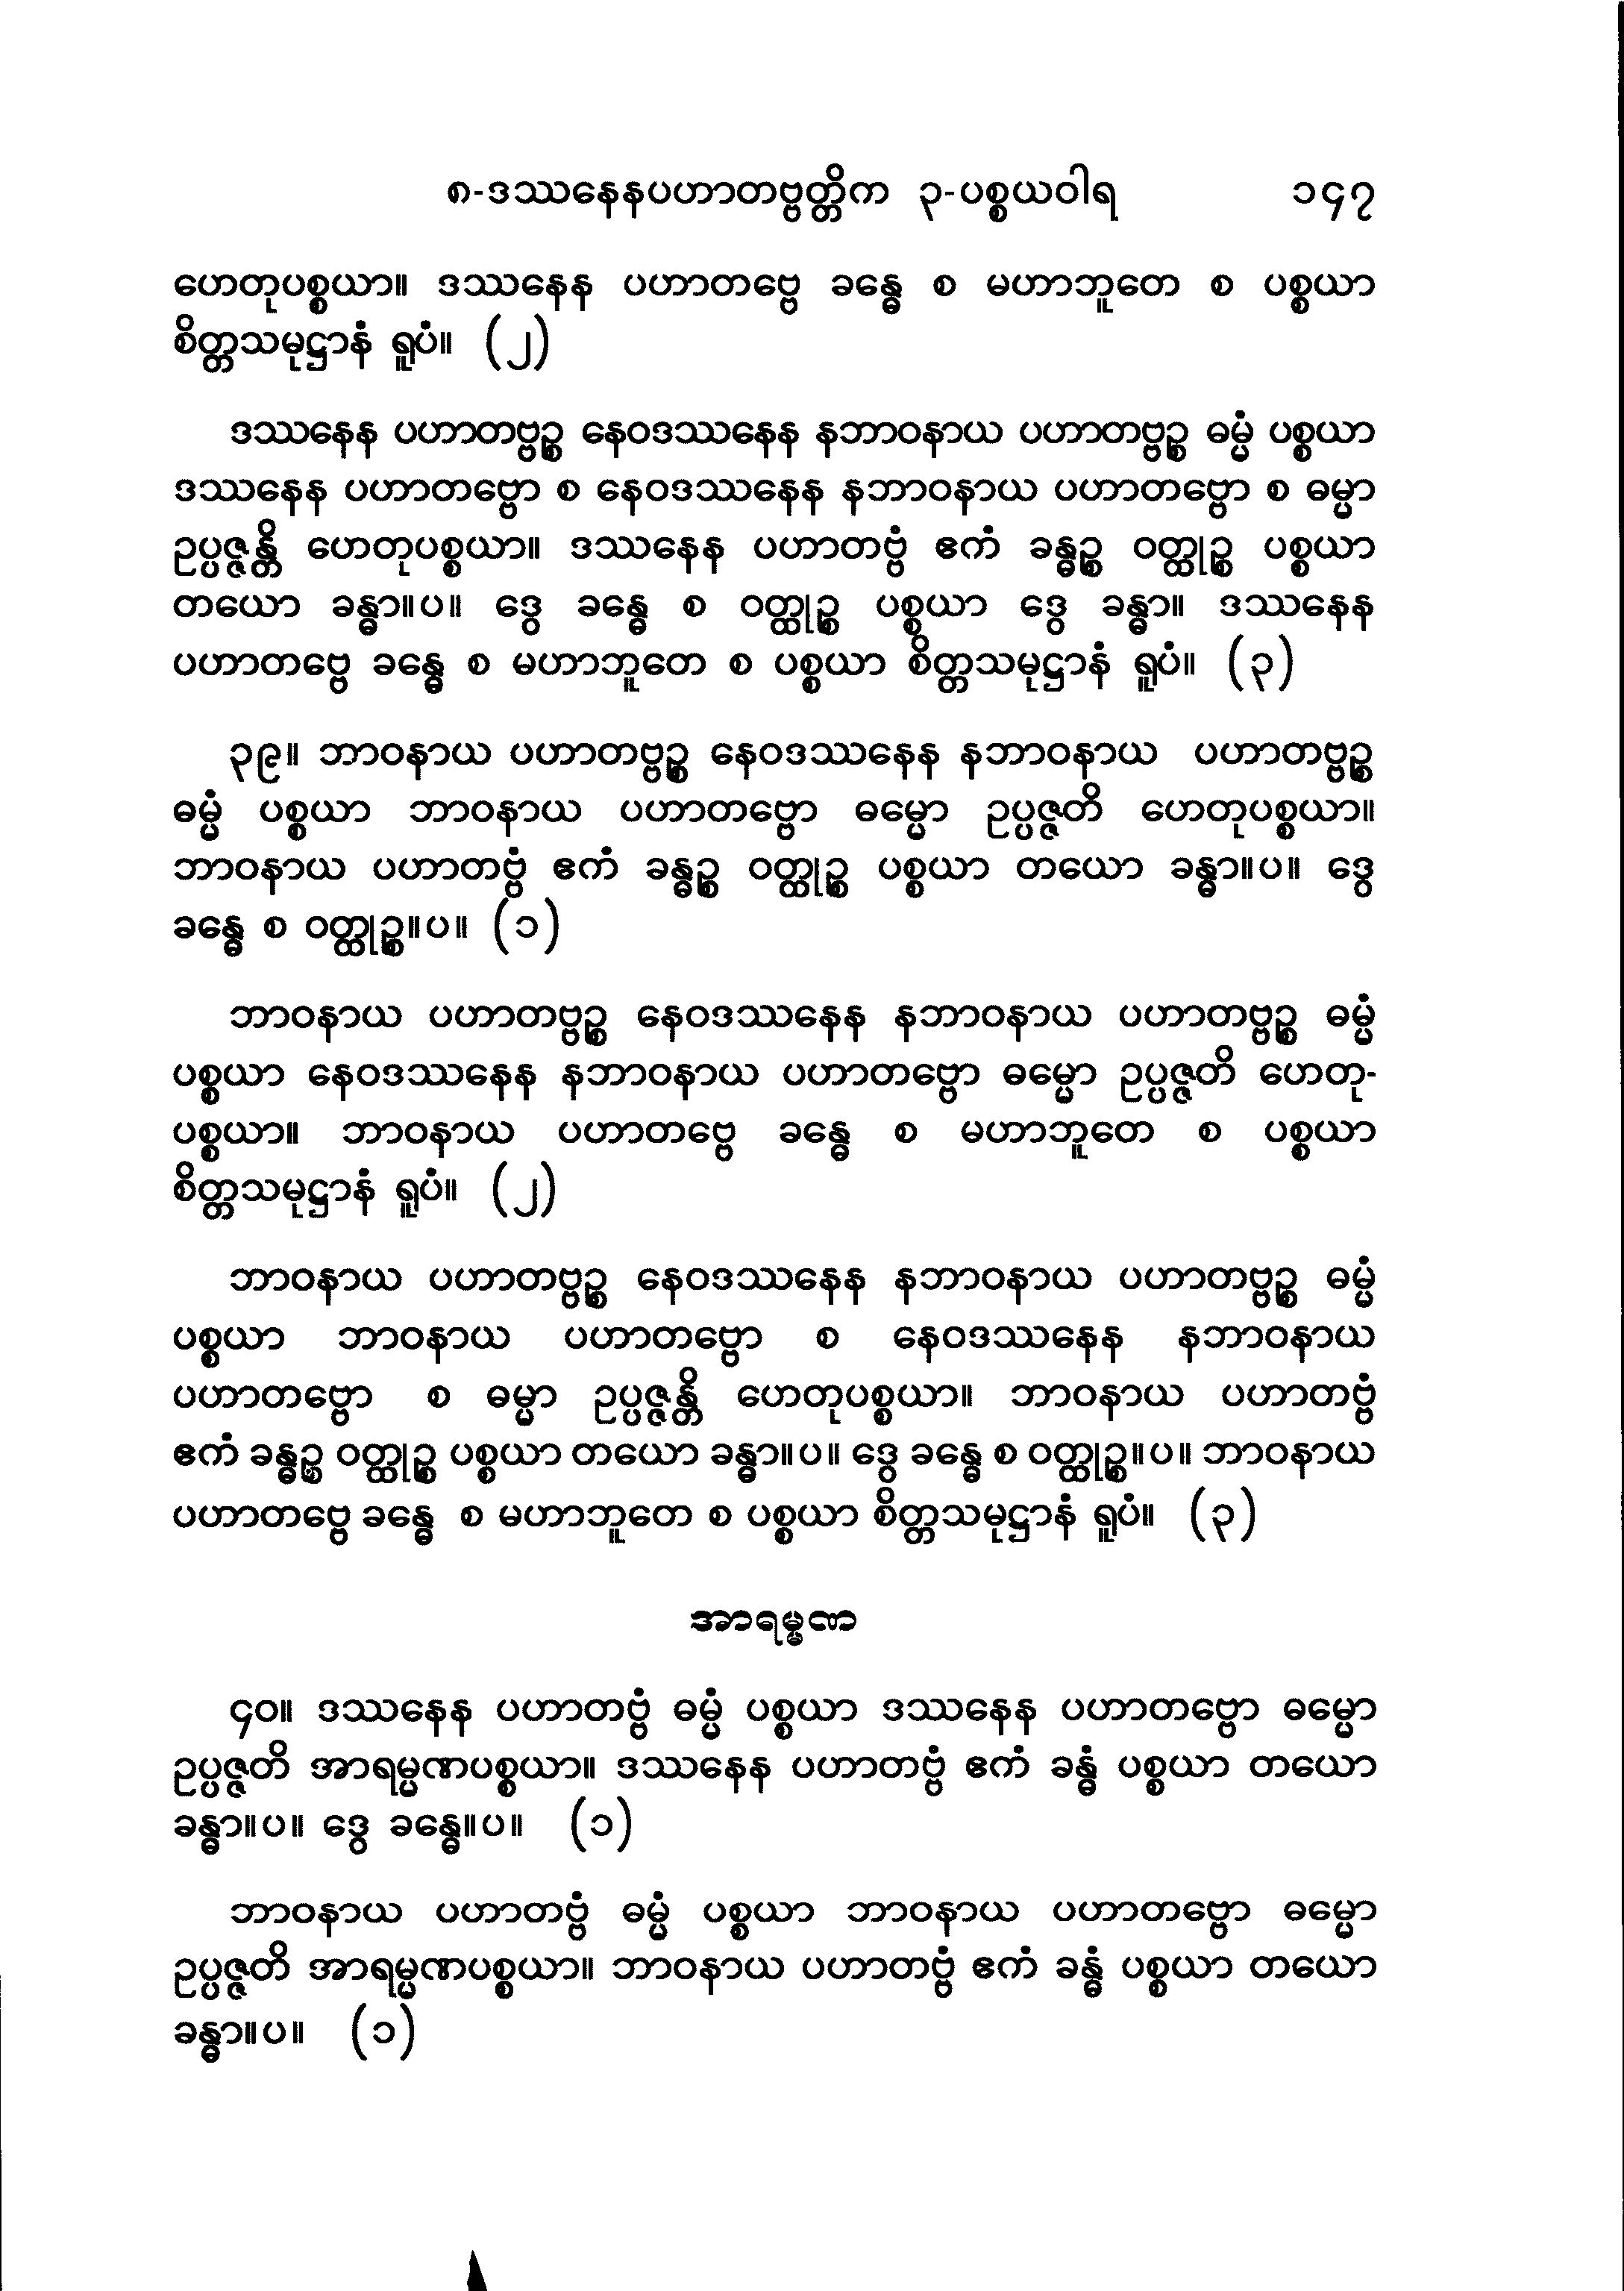 ၈-ဒဿနေနပဟာတဗ္ဗတ္တိက ၃-ပစ္စယဝါရ ၁၄၇
ဟေတုပစ္စယာ။ ဒဿနေန ပဟာတဗ္ဗေ ခန္ဓေ စ မဟာဘူတေ စ ပစ္စယာ
စိတ္တသမုဋ္ဌာနံ ရူပံ။ (၂)
ဒဿနေန ပဟာတဗ္ဗဉ္စ နေဝဒဿနေန နဘာဝနာယ ပဟာတဗ္ဗဉ္စ ဓမ္မံ ပစ္စယာ
ဒဿနေန ပဟာတဗ္ဗော စ နေဝဒဿနေန နဘာဝနာယ ပဟာတဗ္ဗော စ ဓမ္မာ
ဥပ္ပဇ္ဇန္တိ ဟေတုပစ္စယာ။ ဒဿနေန ပဟာတဗ္ဗံ ဧကံ ခန္ဓဉ္စ ဝတ္ထုဉ္စ ပစ္စယာ
တယော ခန္ဓာ။ပ။ ဒွေ ခန္ဓေ စ ဝတ္ထုဉ္စ ပစ္စယာ ဒွေ ခန္ဓာ။ ဒဿနေန
ပဟာတဗ္ဗေ ခန္ဓေ စ မဟာဘူတေ စ ပစ္စယာ စိတ္တသမုဋ္ဌာနံ ရူပံ။ (၃)
၃၉။ ဘာဝနာယ ပဟာတဗ္ဗဉ္စ နေဝဒဿနေန နဘာဝနာယ ပဟာတဗ္ဗဉ္စ
ဓမ္မံ ပစ္စယာ ဘာဝနာယ ပဟာတဗ္ဗော ဓမ္မော ဥပ္ပဇ္ဇတိ ဟေတုပစ္စယာ။
ဘာဝနာယ ပဟာတဗ္ဗံ ဧကံ ခန္ဓဉ္စ ဝတ္ထုဉ္စ ပစ္စယာ တယော ခန္ဓာ။ပ။ ဒွေ
ခန္ဓေ စ ဝတ္ထုဉ္စ။ပ။ (၁)
ဘာဝနာယ ပဟာတဗ္ဗဉ္စ နေဝဒဿနေန နဘာဝနာယ ပဟာတဗ္ဗဉ္စ ဓမ္မံ
ပစ္စယာ နေဝဒဿနေန နဘာဝနာယ ပဟာတဗ္ဗော ဓမ္မော ဥပ္ပဇ္ဇတိ ဟေတု-
ပစ္စယာ။ ဘာဝနာယ ပဟာတဗ္ဗေ ခန္ဓေ စ မဟာဘူတေ စ ပစ္စယာ
စိတ္တသမုဋ္ဌာနံ ရူပံ။ (၂)
ဘာဝနာယ ပဟာတဗ္ဗဉ္စ နေဝဒဿနေန နဘာဝနာယ ပဟာတဗ္ဗဉ္စ ဓမ္မံ
ပစ္စယာ ဘာဝနာယ ပဟာတဗ္ဗော စ နေဝဒဿနေန နဘာဝနာယ
ပဟာတဗ္ဗော စ ဓမ္မာ ဥပ္ပဇ္ဇန္တိ ဟေတုပစ္စယာ။ ဘာဝနာယ ပဟာတဗ္ဗံ
ဧကံ ခန္ဓဉ္စ ဝတ္ထုဉ္စ ပစ္စယာ တယော ခန္ဓာ။ပ။ ဒွေ ခန္ဓေ စ ဝတ္ထုဉ္စ။ပ။ ဘာဝနာယ
ပဟာတဗ္ဗေ ခန္ဓေ စ မဟာဘူတေ စ ပစ္စယာ စိတ္တသမုဋ္ဌာနံ ရူပံ။ (၃)
အာရမ္မဏ
၄၀။ ဒဿနေန ပဟာတဗ္ဗံ ဓမ္မံ ပစ္စယာ ဒဿနေန ပဟာတဗ္ဗော ဓမ္မော
ဥပ္ပဇ္ဇတိ အာရမ္မဏပစ္စယာ။ ဒဿနေန ပဟာတဗ္ဗံ ဧကံ ခန္ဓံ ပစ္စယာ တယော
ခန္ဓာ။ပ။ ဒွေ ခန္ဓေ။ပ။ (၁)
ဘာဝနာယ ပဟာတဗ္ဗံ ဓမ္မံ ပစ္စယာ ဘာဝနာယ ပဟာတဗ္ဗော ဓမ္မော
ဥပ္ပဇ္ဇတိ အာရမ္မဏပစ္စယာ။ ဘာဝနာယ ပဟာတဗ္ဗံ ဧကံ ခန္ဓံ ပစ္စယာ တယော
ခန္ဓာ။ပ။ (၁)